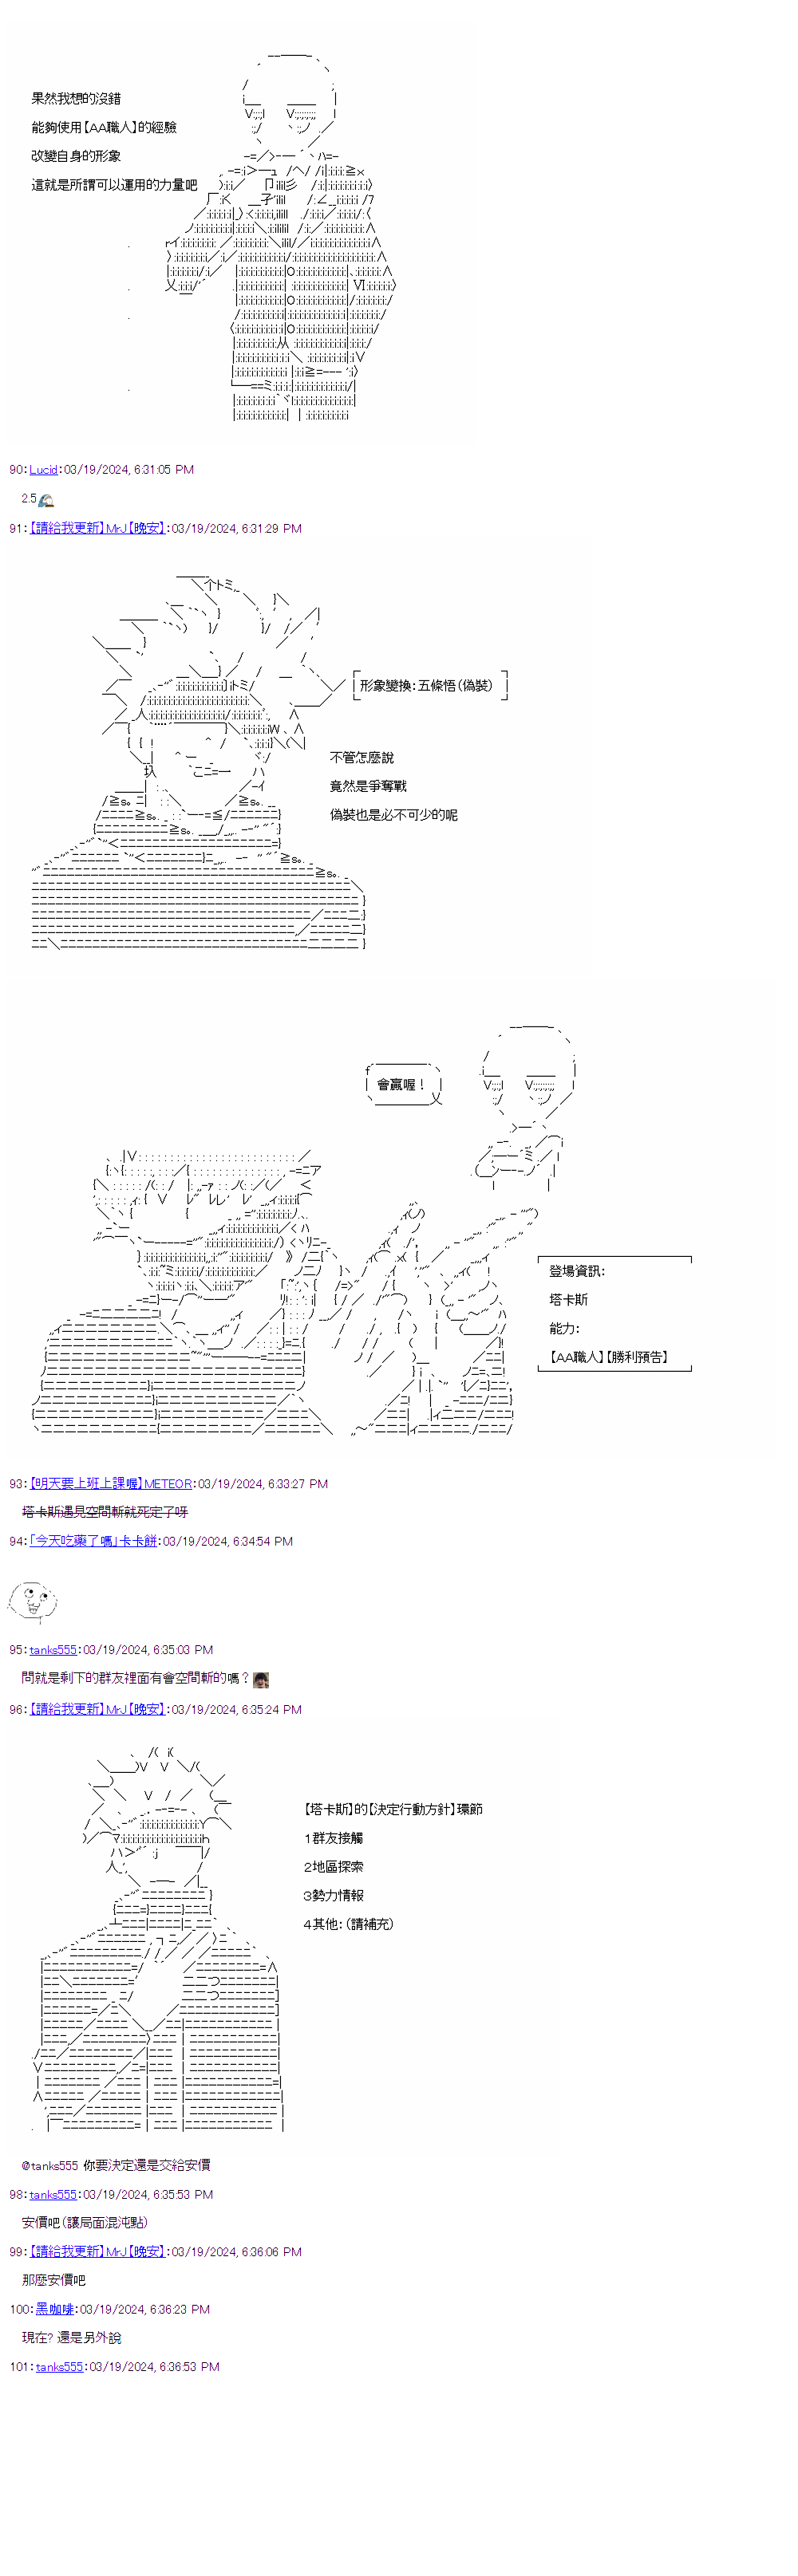 果然我想的沒錯
能夠使用【AA職人】的經驗
改變自身的形象
這就是所謂可以運用的力量吧
90：Lucid：03/19/2024, 6:31:05 PM
2.5
91：【請給我更新】MrJ【晚安】：03/19/2024, 6:31:29 PM
形象變換：五條悟（偽裝）
不管怎麼說
竟然是爭奪戰
偽裝也是必不可少的呢
會贏喔！
登場資訊：
塔卡斯
能力：
【AA職人】【勝利預告】
93：【明天要上班上課喔】METEOR：03/19/2024, 6:33:27 PM
塔卡斯遇見空間斬就死定了呀
94：「今天吃藥了嗎」卡卡餅：03/19/2024, 6:34:54 PM
95：tanks555：03/19/2024, 6:35:03 PM
問就是剩下的群友裡面有會空間斬的嗎？
96：【請給我更新】MrJ【晚安】：03/19/2024, 6:35:24 PM
【塔卡斯】的【決定行動方針】環節
１群友接觸
２地區探索
３勢力情報
４其他：（請補充）
@tanks555 你要決定還是交給安價
98：tanks555：03/19/2024, 6:35:53 PM
安價吧（讓局面混沌點）
99：【請給我更新】MrJ【晚安】：03/19/2024, 6:36:06 PM
那麼安價吧
100：黑咖啡：03/19/2024, 6:36:23 PM
現在? 還是另外說
101：tanks555：03/19/2024, 6:36:53 PM